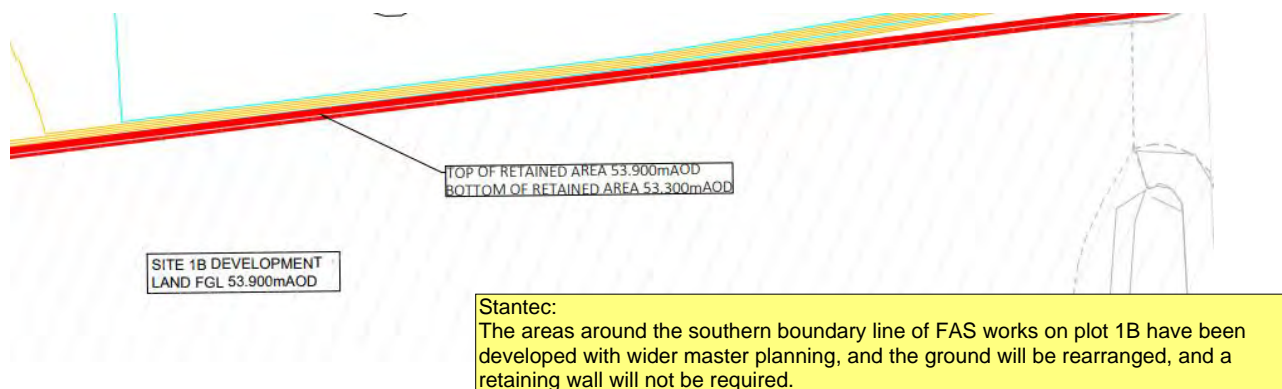 TOP OF RETAINED AREA 53.900mAOD
BOTTOM OF RETAINED AREA 53.300mAOD
SITE 1B DEVELOPMENT
LAND FGL 53.900mAOD
Stantec:
The areas around the southern boundary line of FAS works on plot 1B have been
developed with wider master planning, and the ground will be rearranged, and a
retaining wall will not be required.